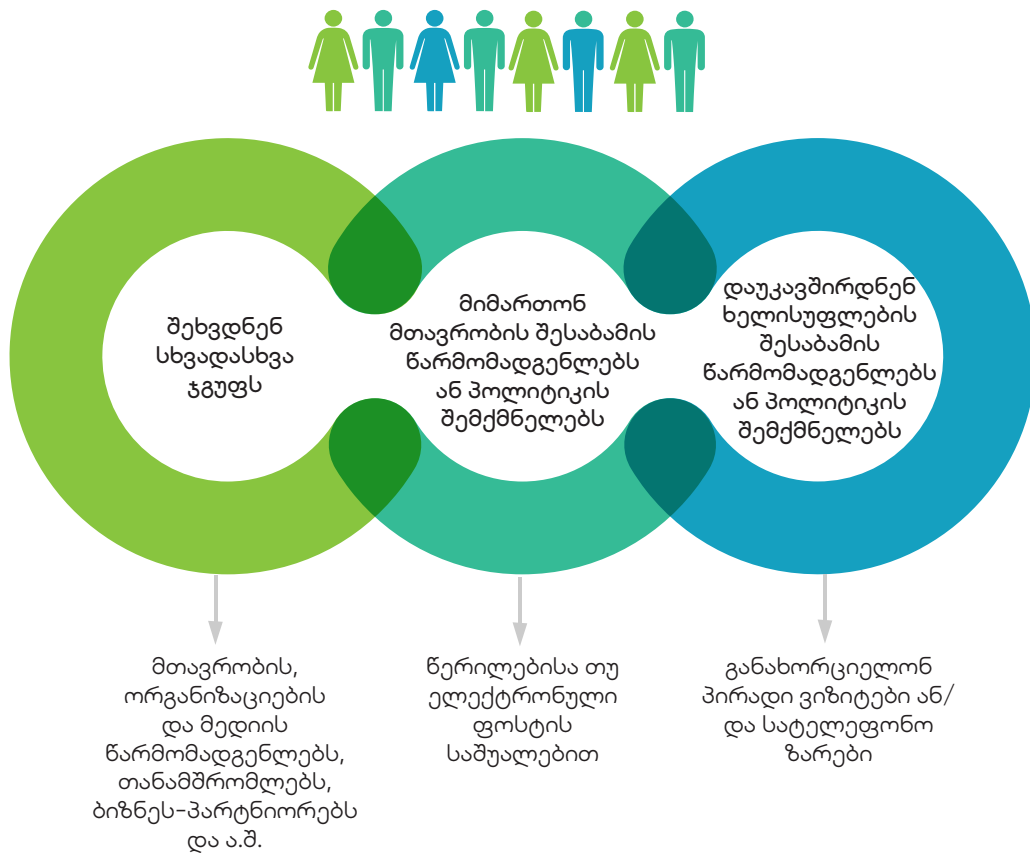 შეხვდნენ
სხვადასხვა
ჯგუფს
მიმართონ
მთავრობის შესაბამის
წარმომადგენლებს
ან პოლიტიკის
შემქმნელებს
დაუკავშირდნენ
ხელისუფლების
შესაბამის
წარმომადგენლებს
ან პოლიტიკის
შემქმნელებს
მთავრობის,
ორგანიზაციების
და მედიის
წარმომადგენლებს,
თანამშრომლებს,
ბიზნეს-პარტნიორებს
და ა.შ.
წერილებისა თუ
ელექტრონული
ფოსტის
საშუალებით
განახორციელონ
პირადი ვიზიტები ან/
და სატელეფონო
ზარები